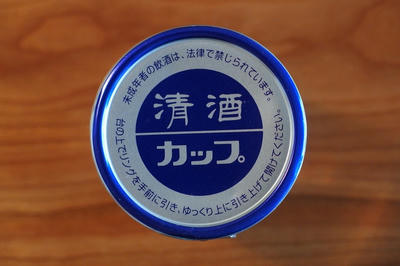 未成年者の飲酒は、法律で禁じられています。
清酒
カップ。
台の上でリングを手前に引き、ゆっくり上に引き上げて開けてください。